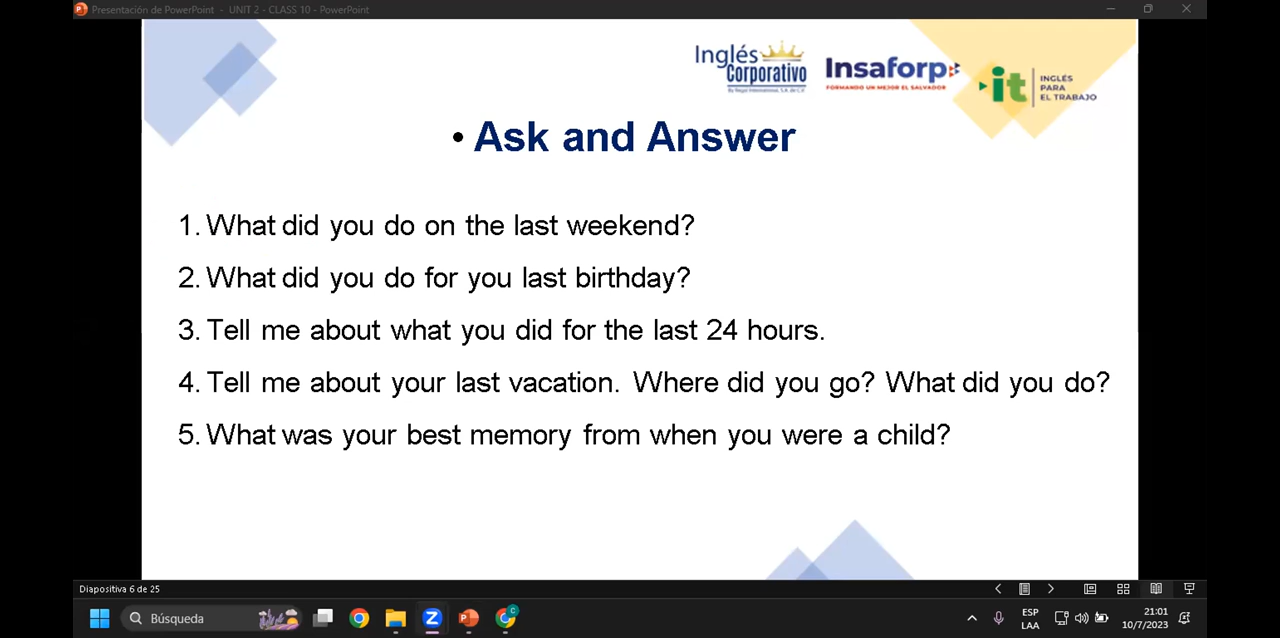 Presentación de PowerPoint - UNIT 2 - CLASS 10 - PowerPoint
Inglés
Corporativo
By Regal International, S.A. de C.V.
Insaforp
FORMANDO UN MEJOR EL SALVADOR
it
INGLÉS
PARA
EL TRABAJO
• Ask and Answer
1. What did you do on the last weekend?
2. What did you do for you last birthday?
3. Tell me about what you did for the last 24 hours.
4. Tell me about your last vacation. Where did you go? What did you do?
5. What was your best memory from when you were a child?
Diapositiva 6 de 25
Búsqueda
ESP
LAA
21:01
10/7/2023